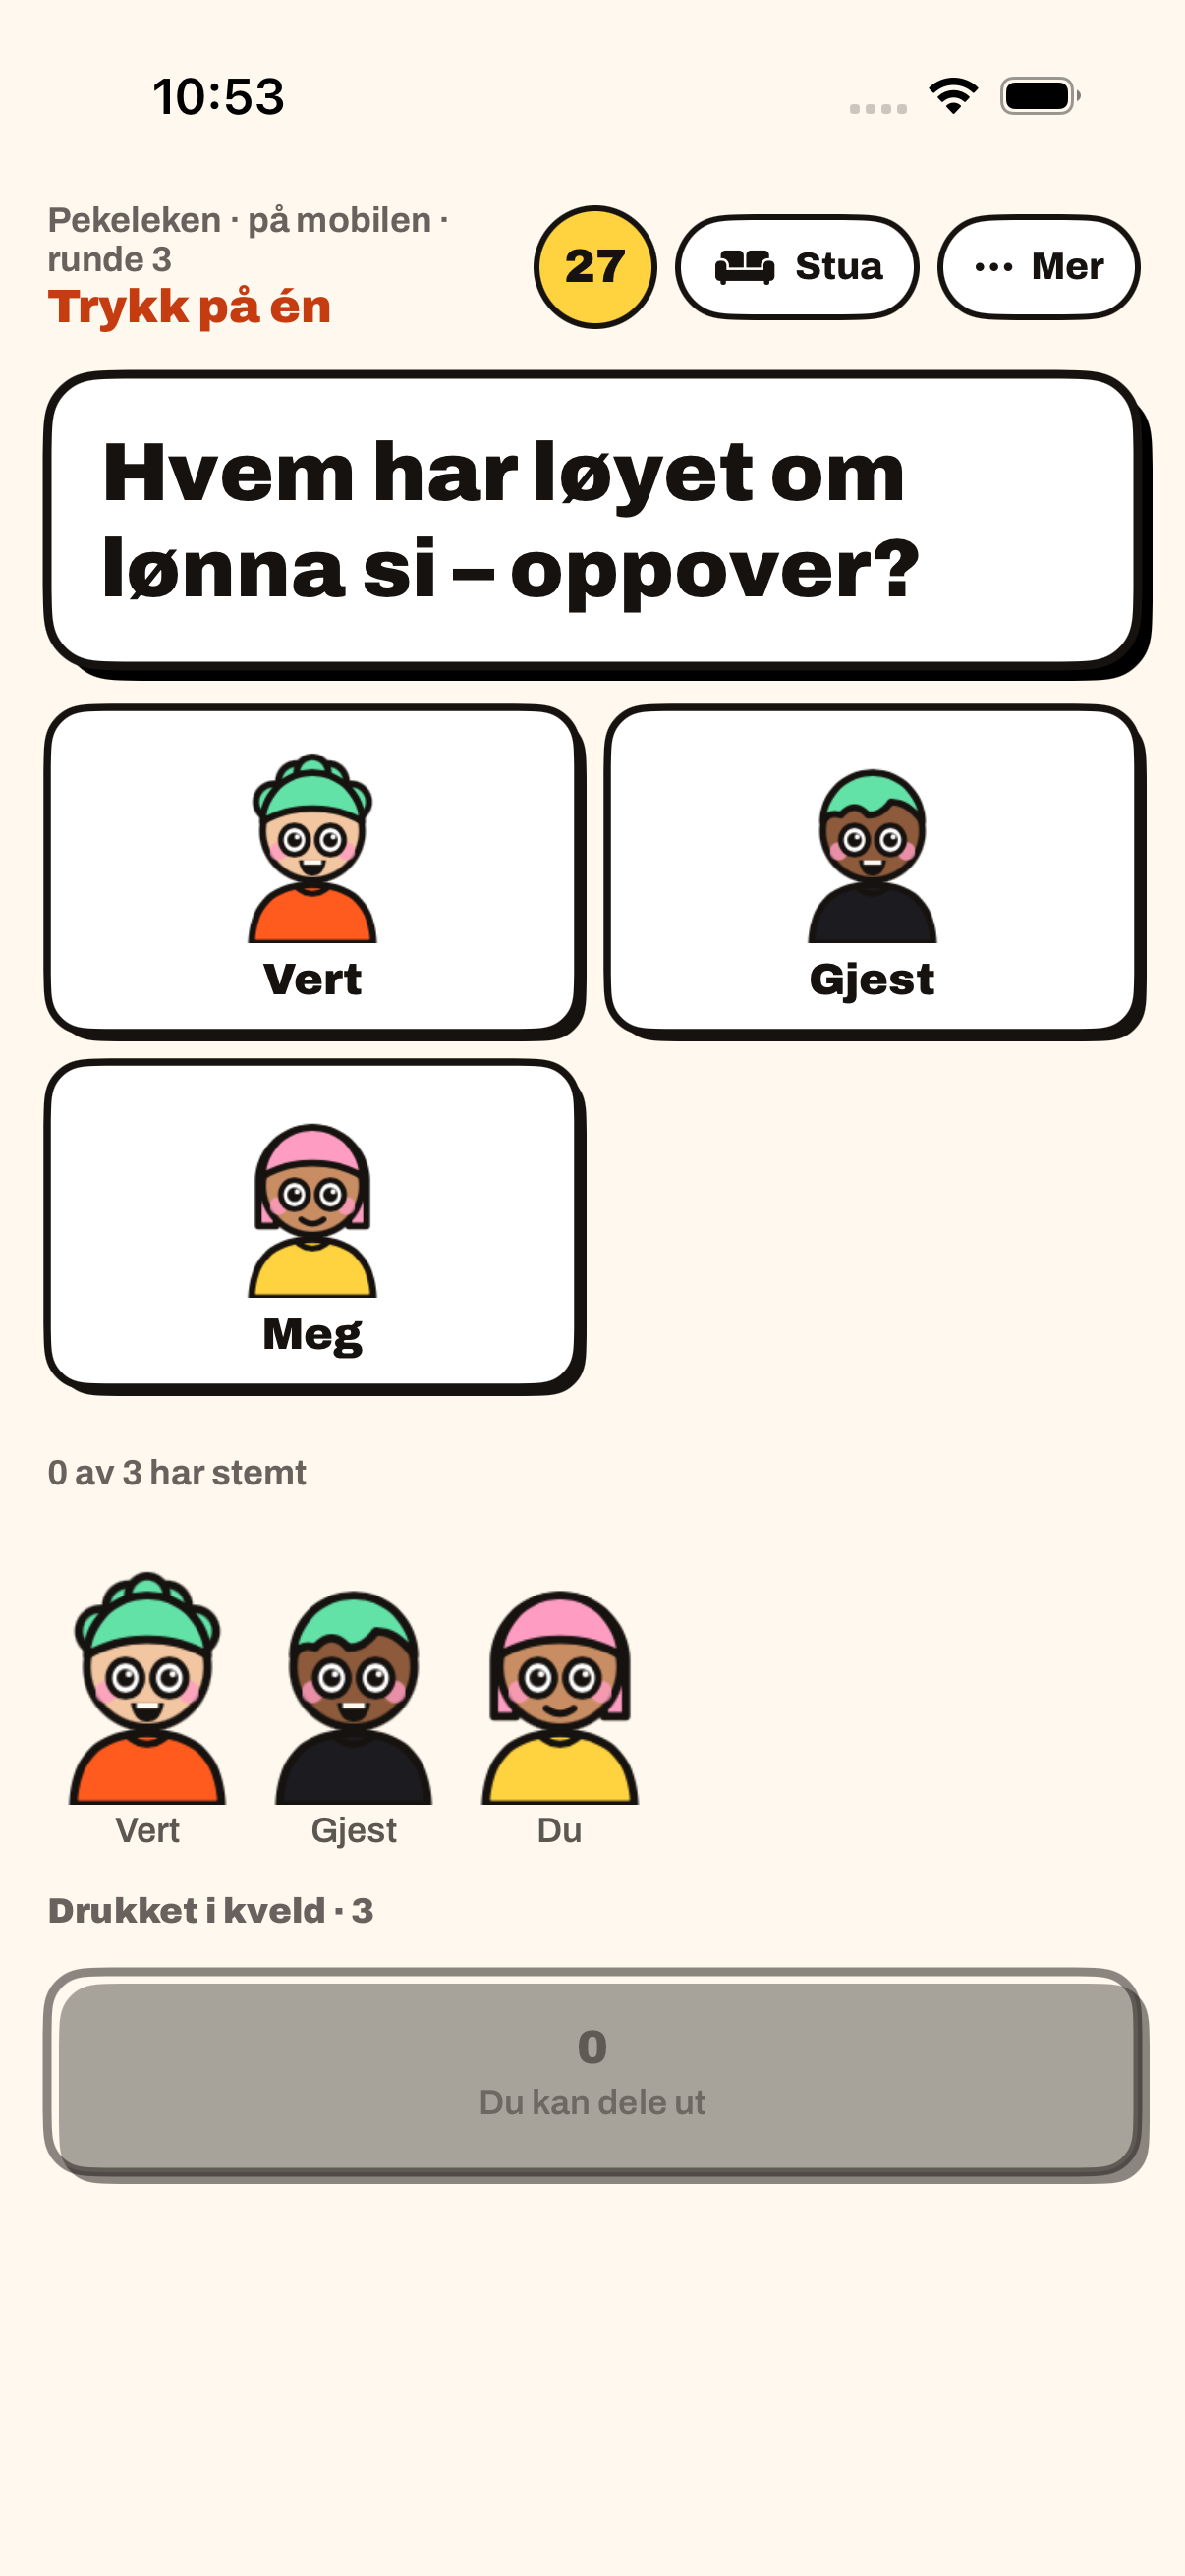 10:53
Pekeleken · på mobilen ·
runde 3
Trykk på én
27
Stua
Mer
Hvem har løyet om
lønna si – oppover?
Vert
Gjest
Meg
0 av 3 har stemt
Vert
Gjest
Du
Drukket i kveld · 3
0
Du kan dele ut